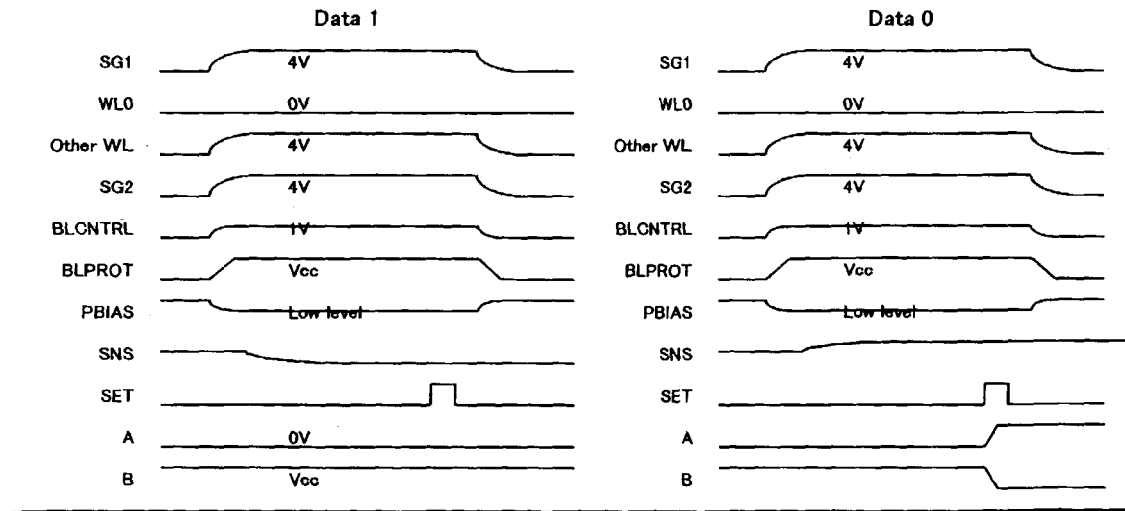 Data 1 Data 0
SG1 4V SG1 4V
WL0 0V WL0 0V
Other WL 4V Other WL 4V
SG2 4V SG2 4V
BLCNTRL 1V BLCNTRL 1V
BLPROT Vcc BLPROT Vcc
PBIAS Low level PBIAS Low level
SNS SNS
SET SET
A 0V A
B Vcc B